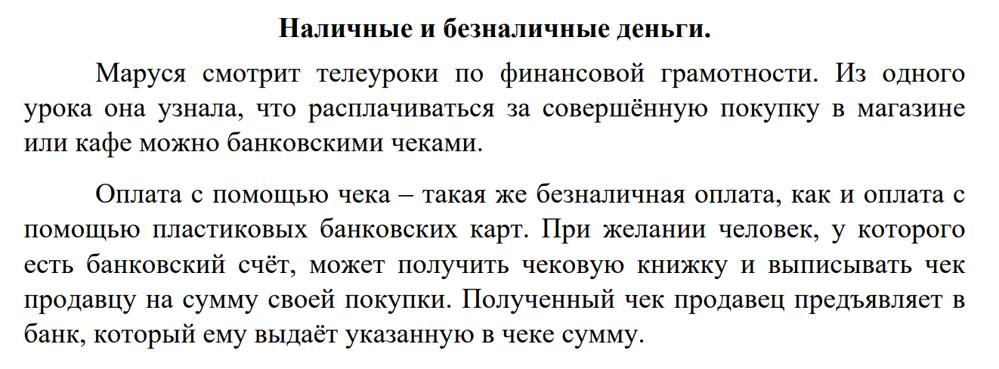 Наличные и безналичные деньги.
Маруся смотрит телеуроки по финансовой грамотности. Из одного
урока она узнала, что расплачиваться за совершённую покупку в магазине
или кафе можно банковскими чеками.
Оплата с помощью чека – такая же безналичная оплата, как и оплата с
помощью пластиковых банковских карт. При желании человек, у которого
есть банковский счёт, может получить чековую книжку и выписывать чек
продавцу на сумму своей покупки. Полученный чек продавец предъявляет в
банк, который ему выдаёт указанную в чеке сумму.